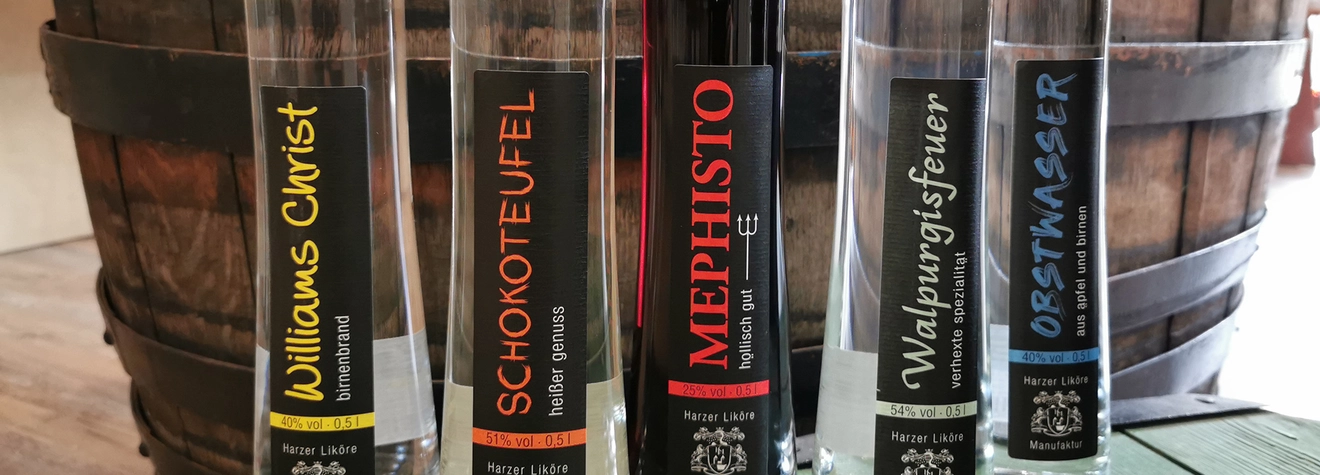 Williams Christ
birnenbrand
40% vol · 0,5 l
Harzer Liköre
SCHOKOTEUFEL
heißer genuss
51% vol · 0,5 l
Harzer Liköre
MEPHISTO
höllisch gut
25% vol · 0,5 l
Harzer Liköre
Walpurgisfeuer
verhexte spezialität
54% vol · 0,5 l
Harzer Liköre
OBSTWASSER
aus apfel und birnen
40% vol · 0,5 l
Harzer Liköre
Manufaktur